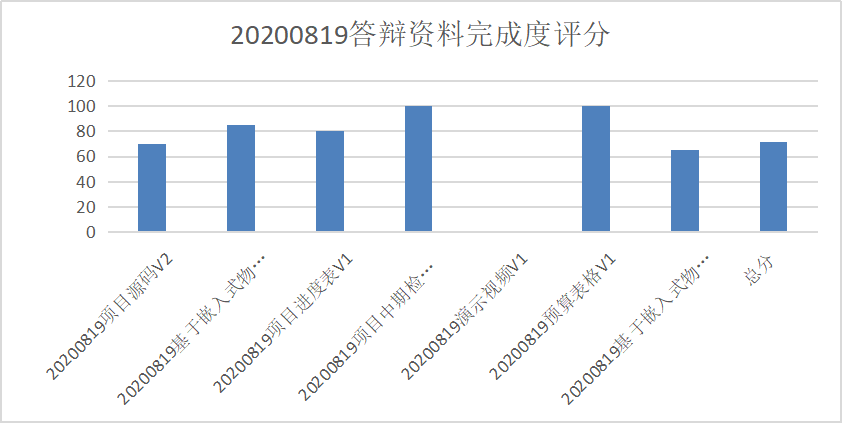 20200819答辩资料完成度评分
120
100
80
60
40
20
0
20200819项目源码V2
20200819基于嵌入式物…
20200819项目进度表V1
20200819项目中期检…
20200819演示视频V1
20200819预算表格V1
20200819基于嵌入式物…
总分